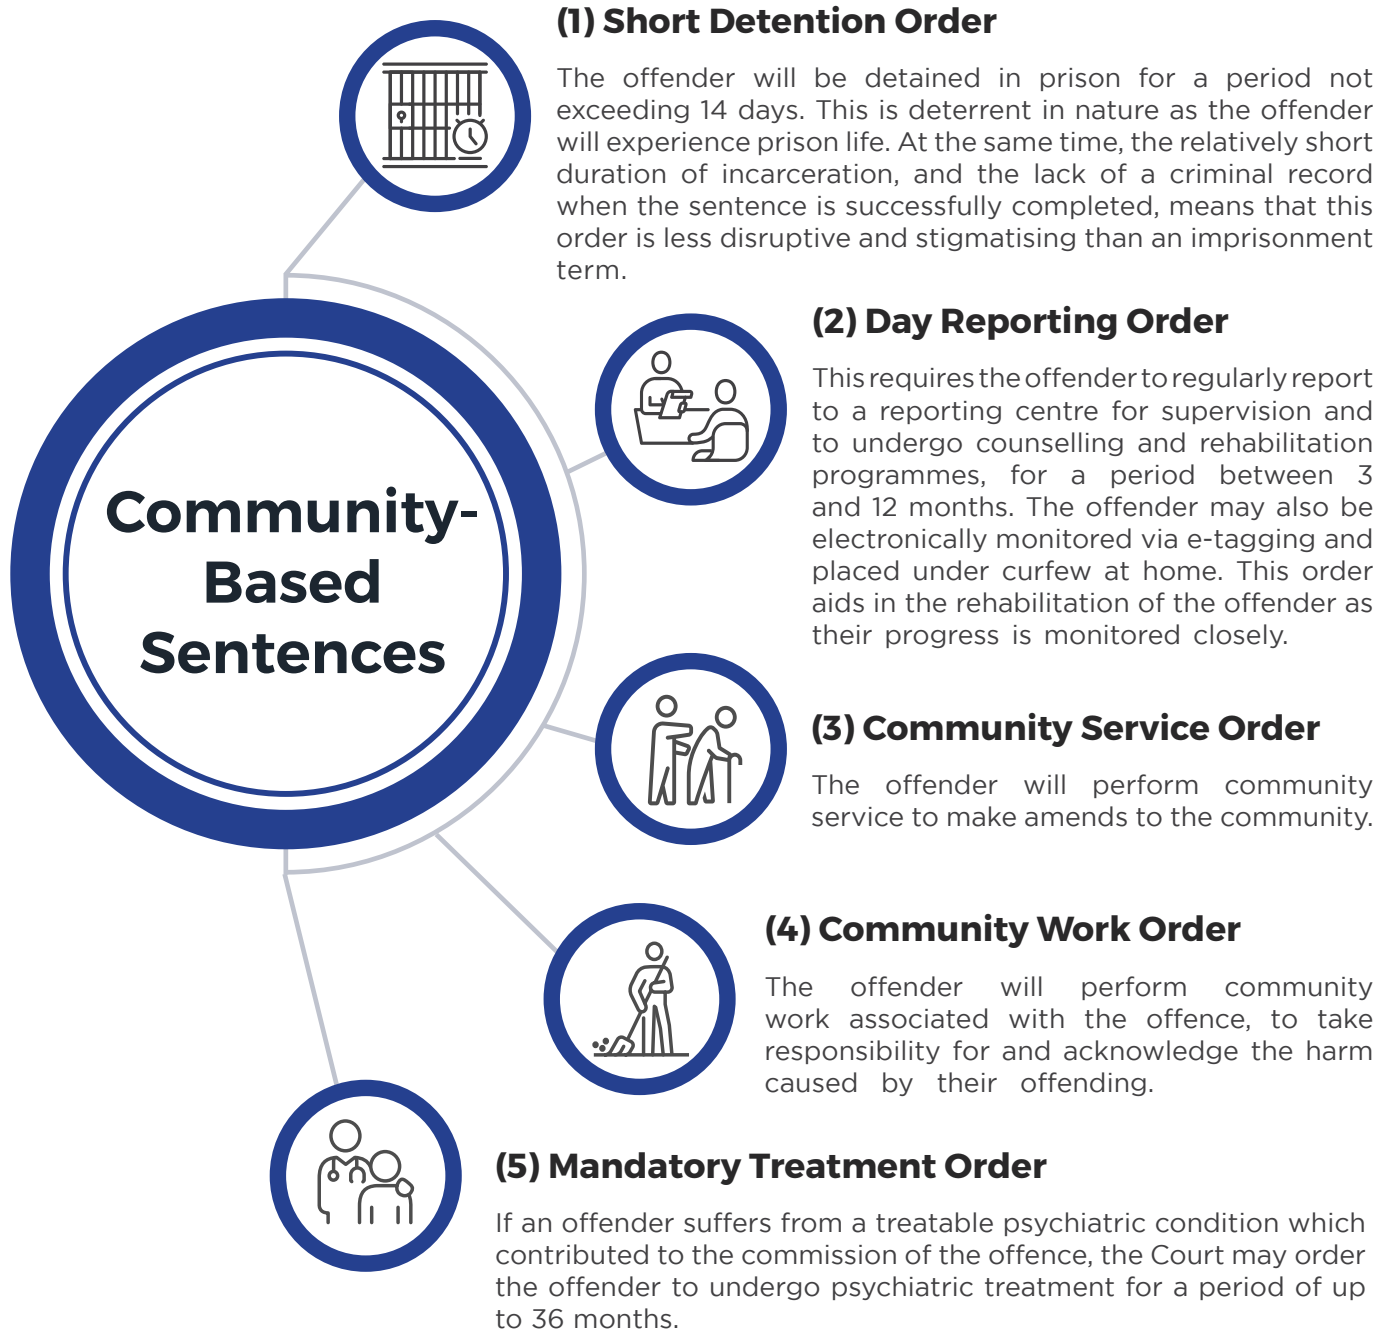 (1) Short Detention Order
The offender will be detained in prison for a period not
exceeding 14 days. This is deterrent in nature as the offender
will experience prison life. At the same time, the relatively short
duration of incarceration, and the lack of a criminal record
when the sentence is successfully completed, means that this
order is less disruptive and stigmatising than an imprisonment
term.
(2) Day Reporting Order
This requires the offender to regularly report
to a reporting centre for supervision and
to undergo counselling and rehabilitation
programmes, for a period between 3
and 12 months. The offender may also be
electronically monitored via e-tagging and
placed under curfew at home. This order
aids in the rehabilitation of the offender as
their progress is monitored closely.
Community-
Based
Sentences
(3) Community Service Order
The offender will perform community
service to make amends to the community.
(4) Community Work Order
The offender will perform community
work associated with the offence, to take
responsibility for and acknowledge the harm
caused by their offending.
(5) Mandatory Treatment Order
If an offender suffers from a treatable psychiatric condition which
contributed to the commission of the offence, the Court may order
the offender to undergo psychiatric treatment for a period of up
to 36 months.